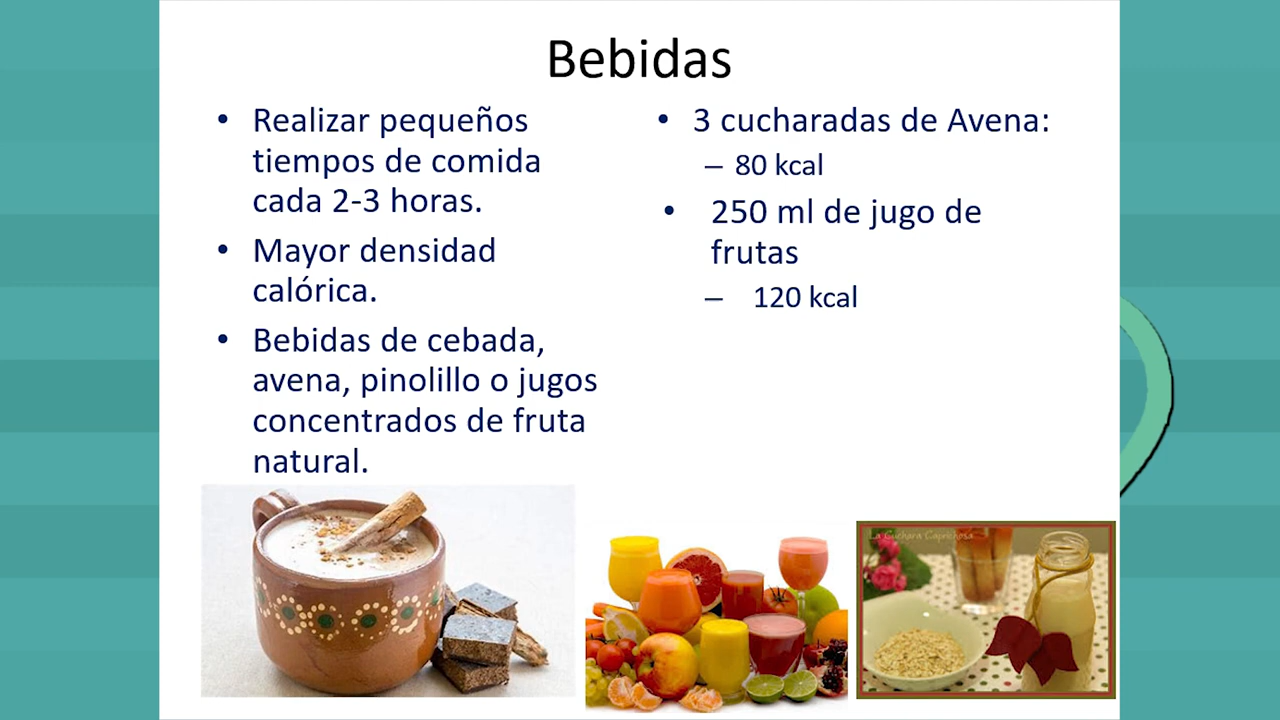 Bebidas
• Realizar pequeños
tiempos de comida
cada 2-3 horas.
• Mayor densidad
calórica.
• Bebidas de cebada,
avena, pinolillo o jugos
concentrados de fruta
natural.
• 3 cucharadas de Avena:
– 80 kcal
• 250 ml de jugo de
frutas
– 120 kcal
La Cuchara Caprichosa